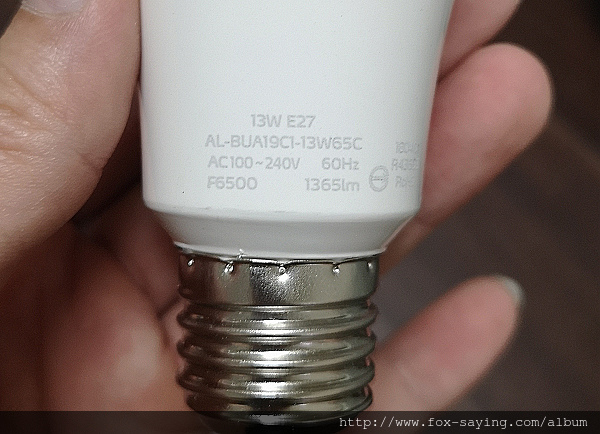 13W E27
AL-BUA19C1-13W65C
AC100~240V 60Hz
F6500 1365lm
http://www.fox-saying.com/album